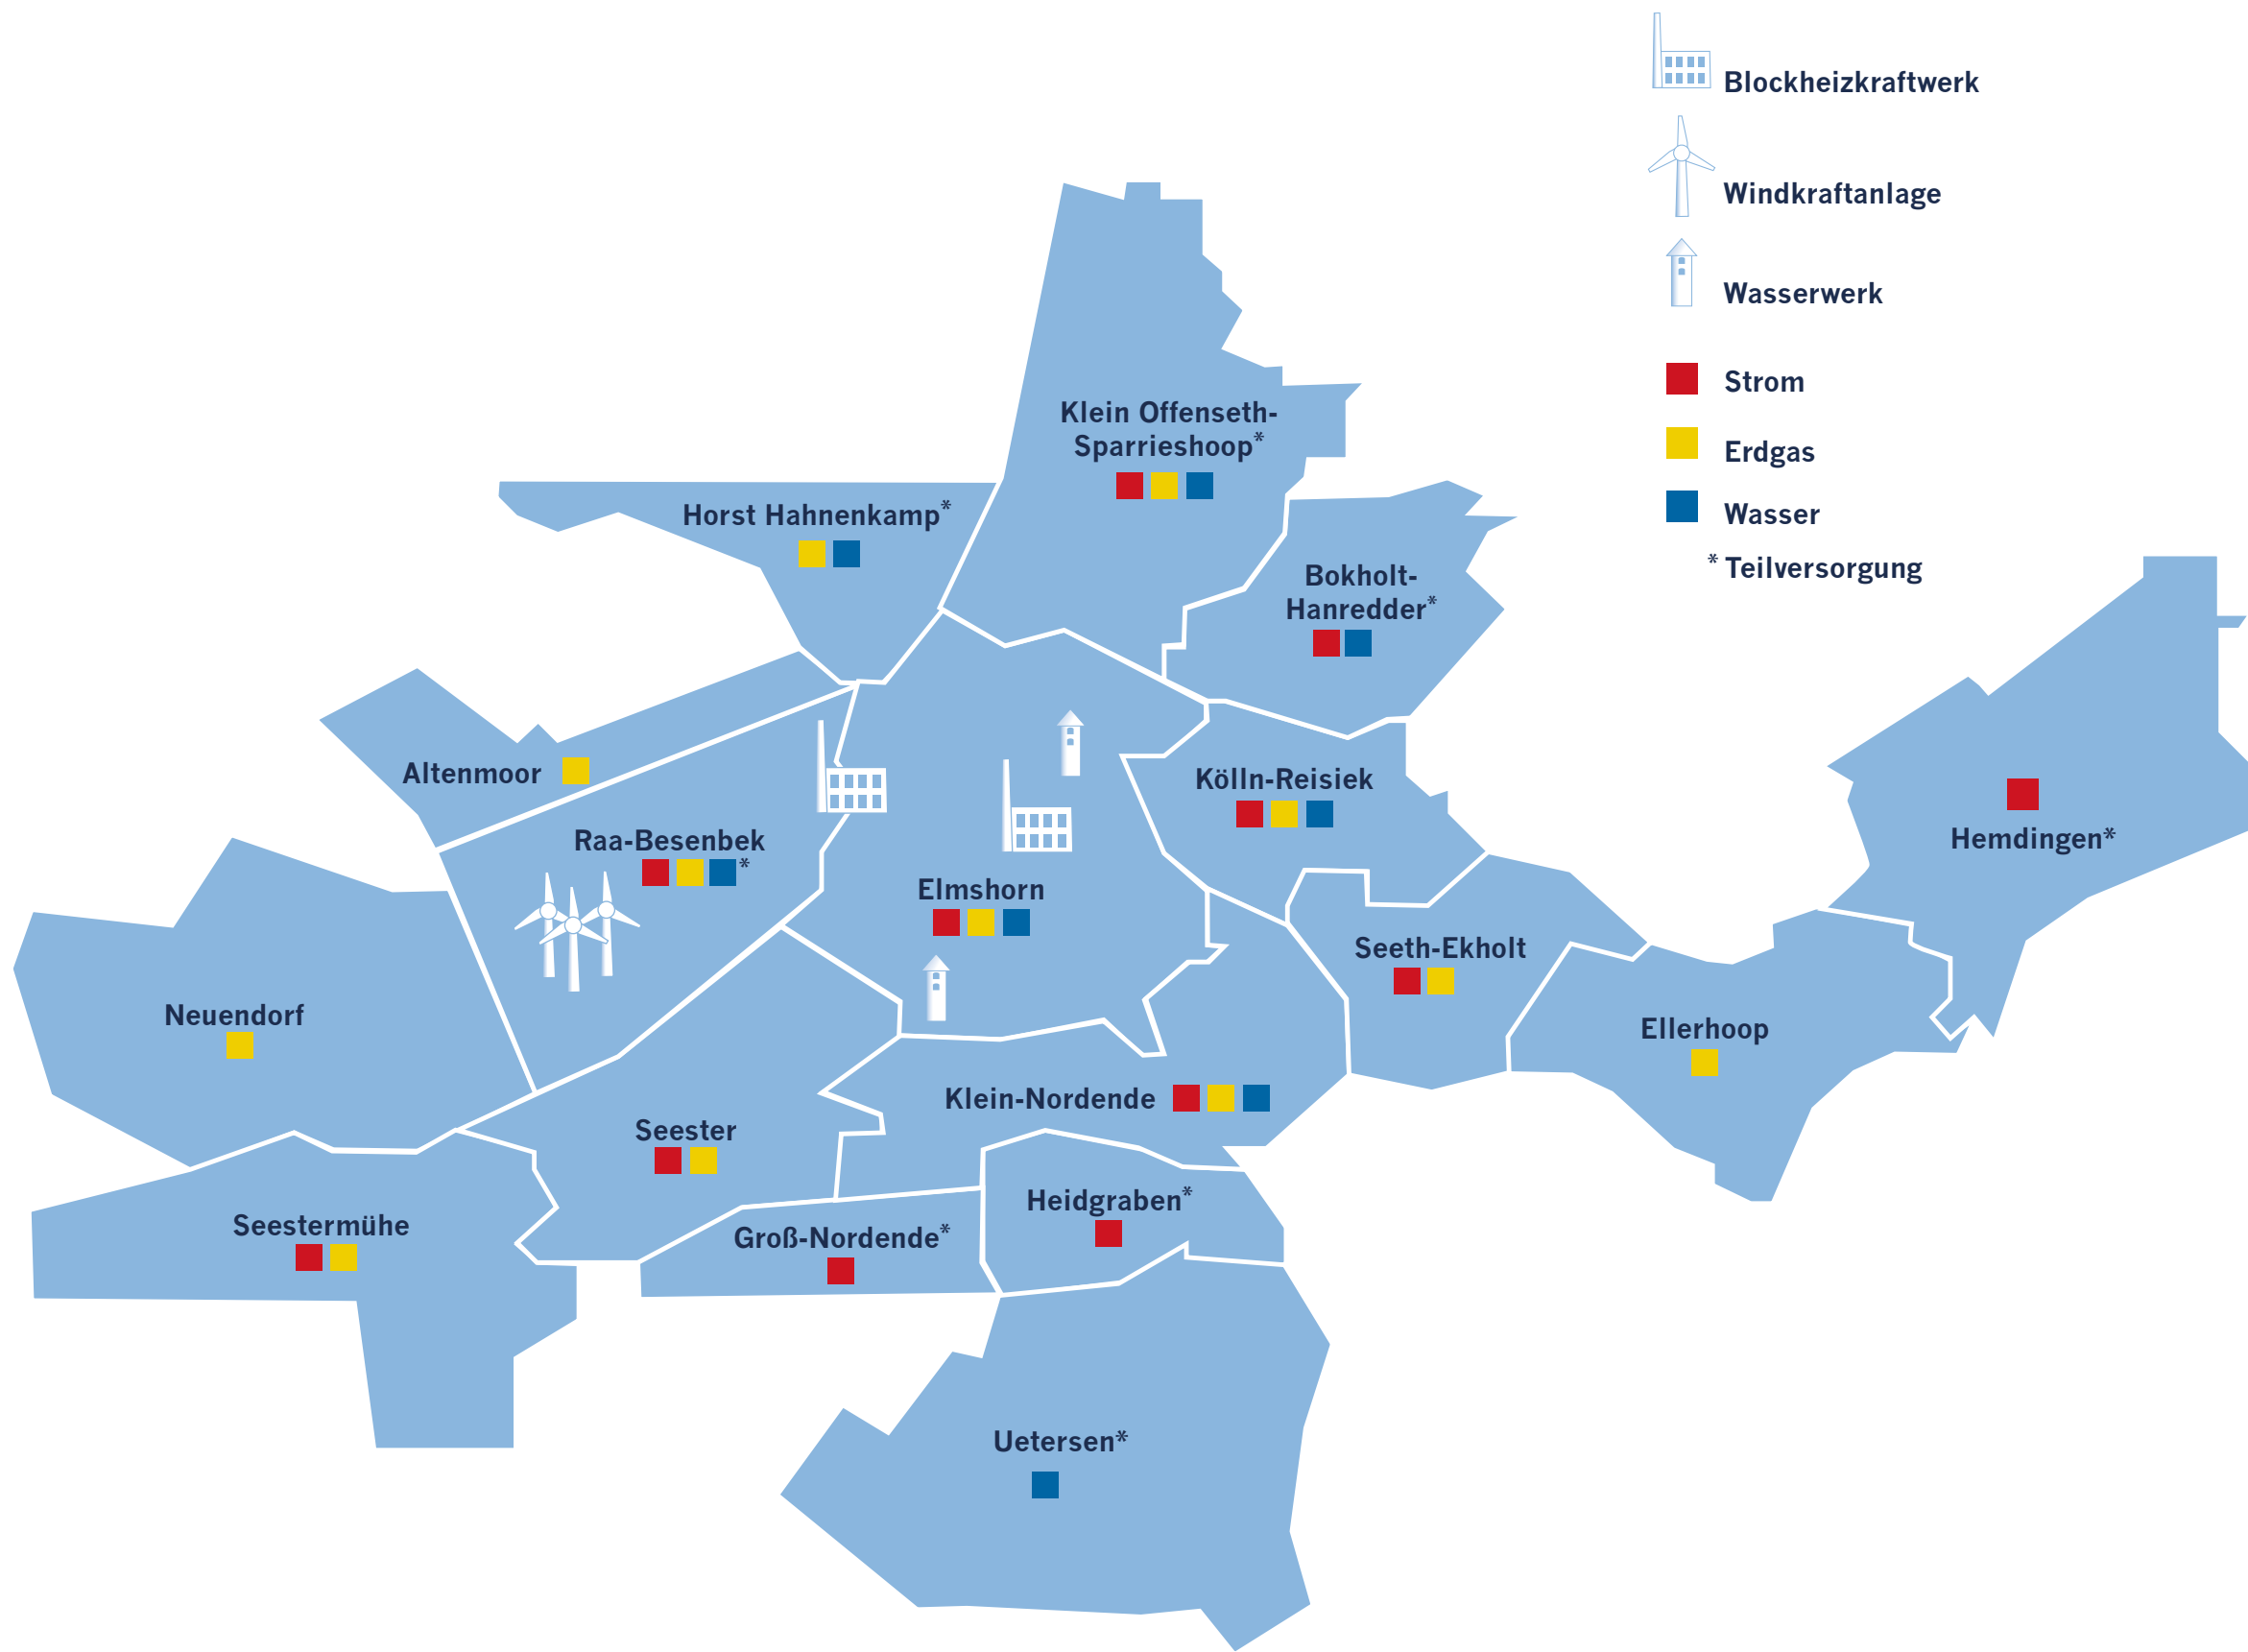 Blockheizkraftwerk
Windkraftanlage
Wasserwerk
Strom
Erdgas
Wasser
* Teilversorgung
Klein Offenseth-
Sparrieshoop*
Horst Hahnenkamp*
Bokholt-
Hanredder*
Altenmoor
Kölln-Reisiek
Hemdingen*
Raa-Besenbek
*
Elmshorn
Seeth-Ekholt
Neuendorf
Ellerhoop
Klein-Nordende
Seester
Heidgraben*
Seestermühe
Groß-Nordende*
Uetersen*